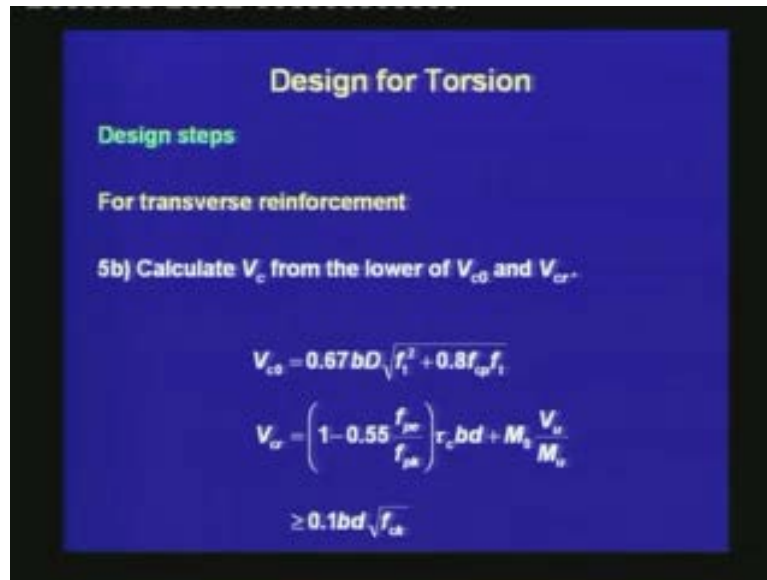 Design for Torsion
Design steps
For transverse reinforcement
5b) Calculate V_c from the lower of V_c0 and V_cr.
V_c0 = 0.67bD√(f_t² + 0.8f_cp f_t)
V_cr = (1−0.55 f_pe/f_pk) τ_c bd + M_0 V_u/M_u
≥ 0.1bd√f_ck